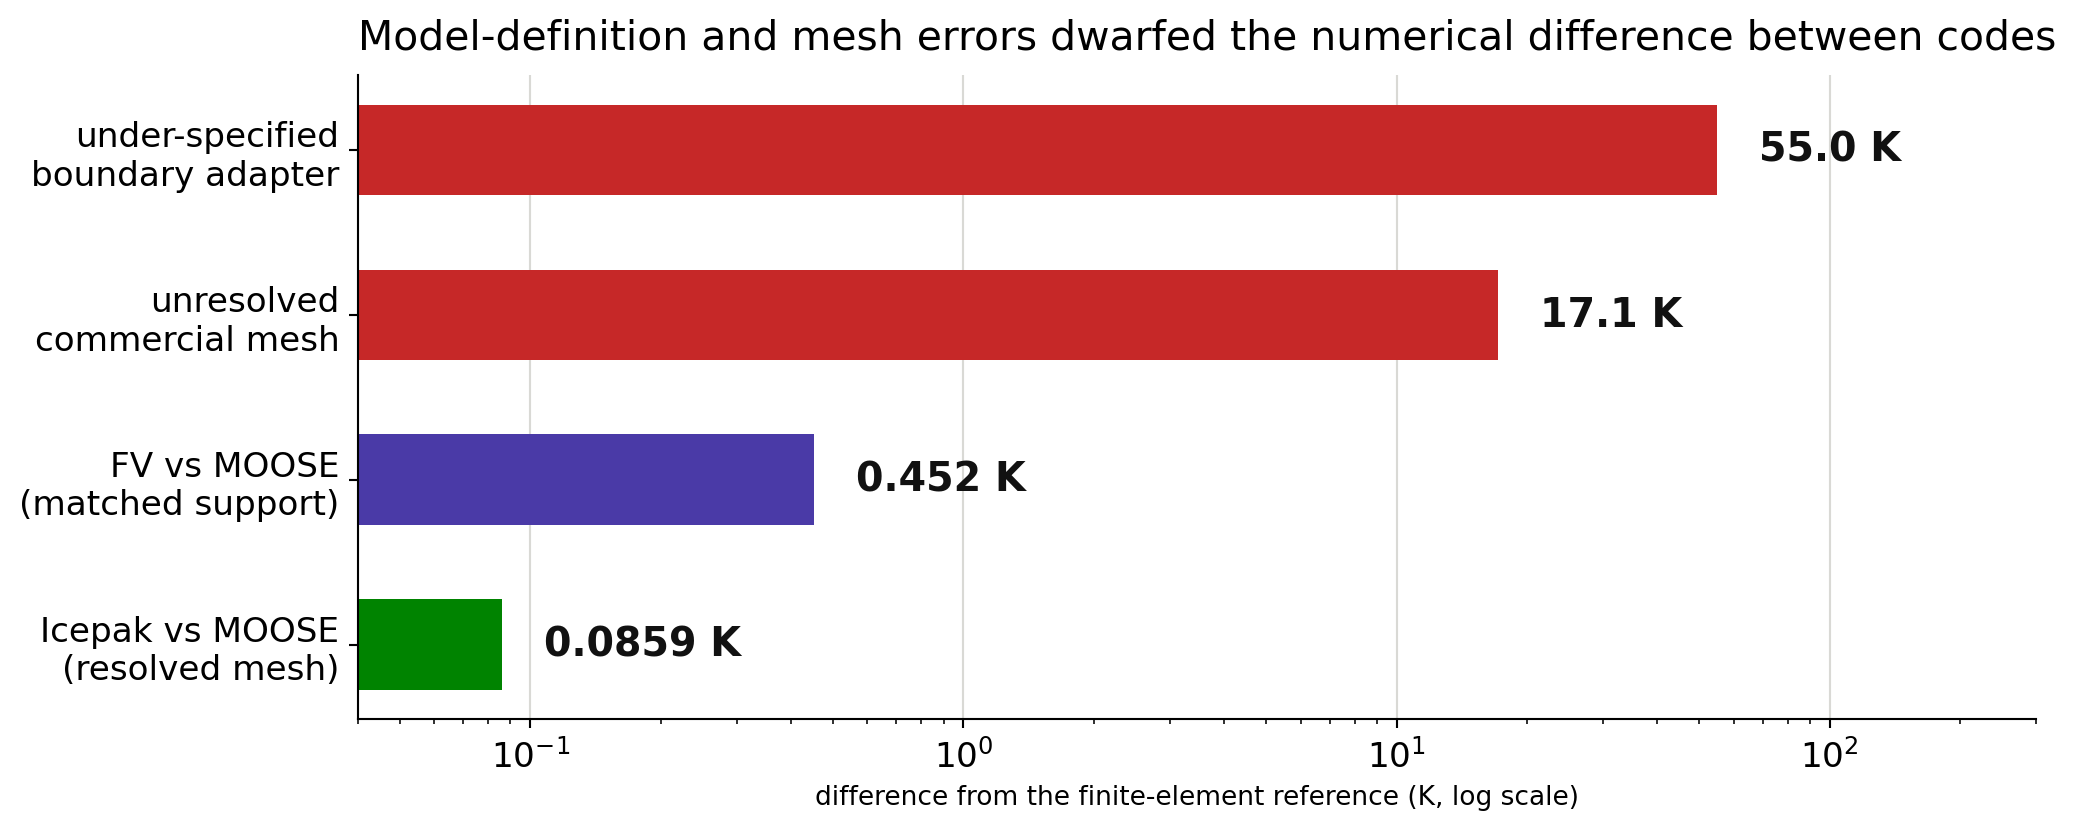 Model-definition and mesh errors dwarfed the numerical difference between codes
under-specified
boundary adapter
55.0 K
unresolved
commercial mesh
17.1 K
FV vs MOOSE
(matched support)
0.452 K
Icepak vs MOOSE
(resolved mesh)
0.0859 K
10⁻¹ 10⁰ 10¹ 10²
difference from the finite-element reference (K, log scale)